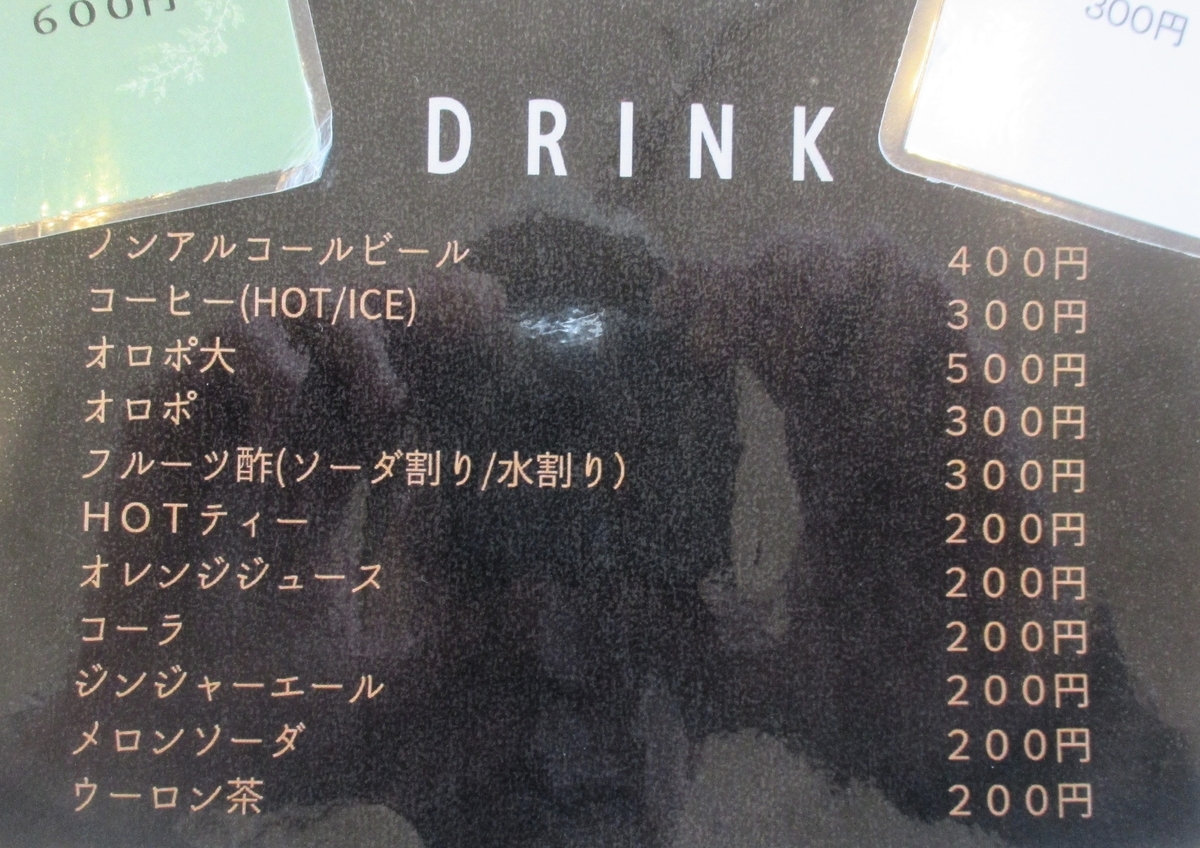 600円
300円
DRINK
ノンアルコールビール 400円
コーヒー(HOT/ICE) 300円
オロポ大 500円
オロポ 300円
フルーツ酢(ソーダ割り/水割り) 300円
HOTティー 200円
オレンジジュース 200円
コーラ 200円
ジンジャーエール 200円
メロンソーダ 200円
ウーロン茶 200円